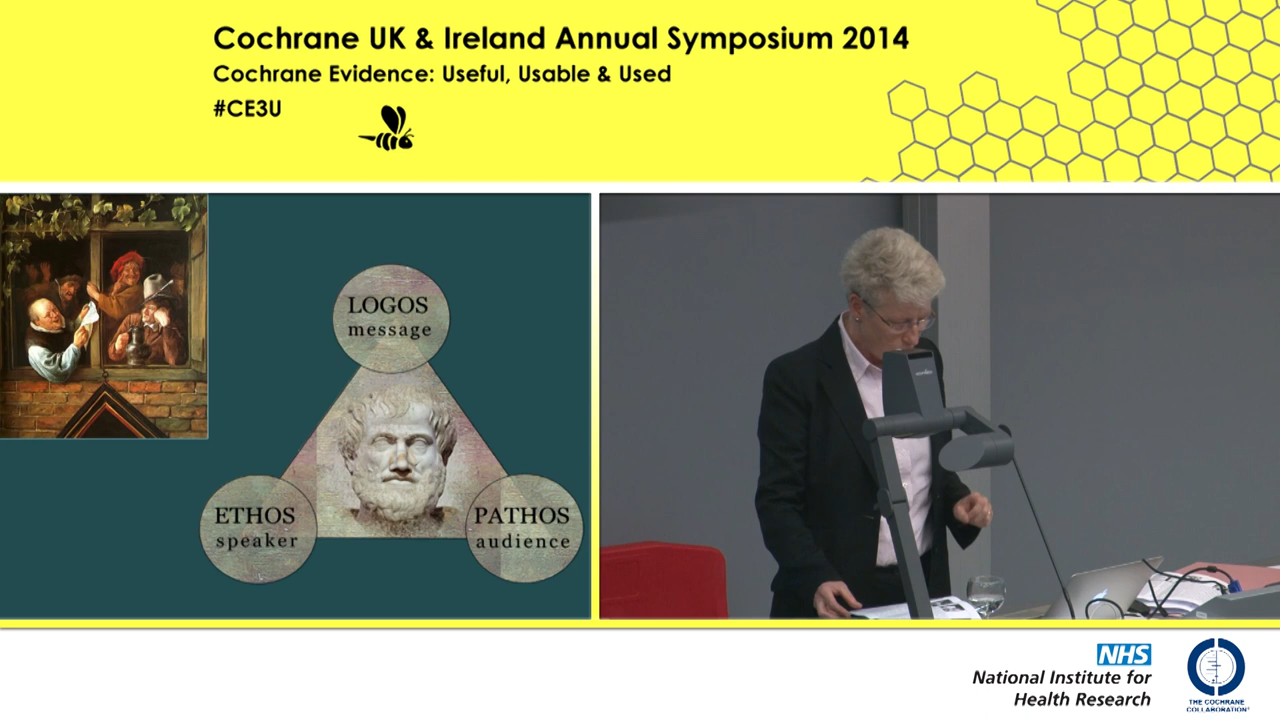 Cochrane UK & Ireland Annual Symposium 2014
Cochrane Evidence: Useful, Usable & Used
#CE3U
LOGOS
message
ETHOS
speaker
PATHOS
audience
NHS
National Institute for
Health Research
THE COCHRANE
COLLABORATION®